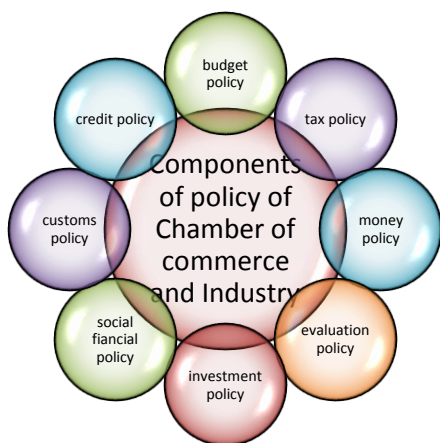 budget
policy
tax policy
money
policy
evaluation
policy
investment
policy
social
fiancial
policy
customs
policy
credit policy
Components
of policy of
Chamber of
commerce
and Industry